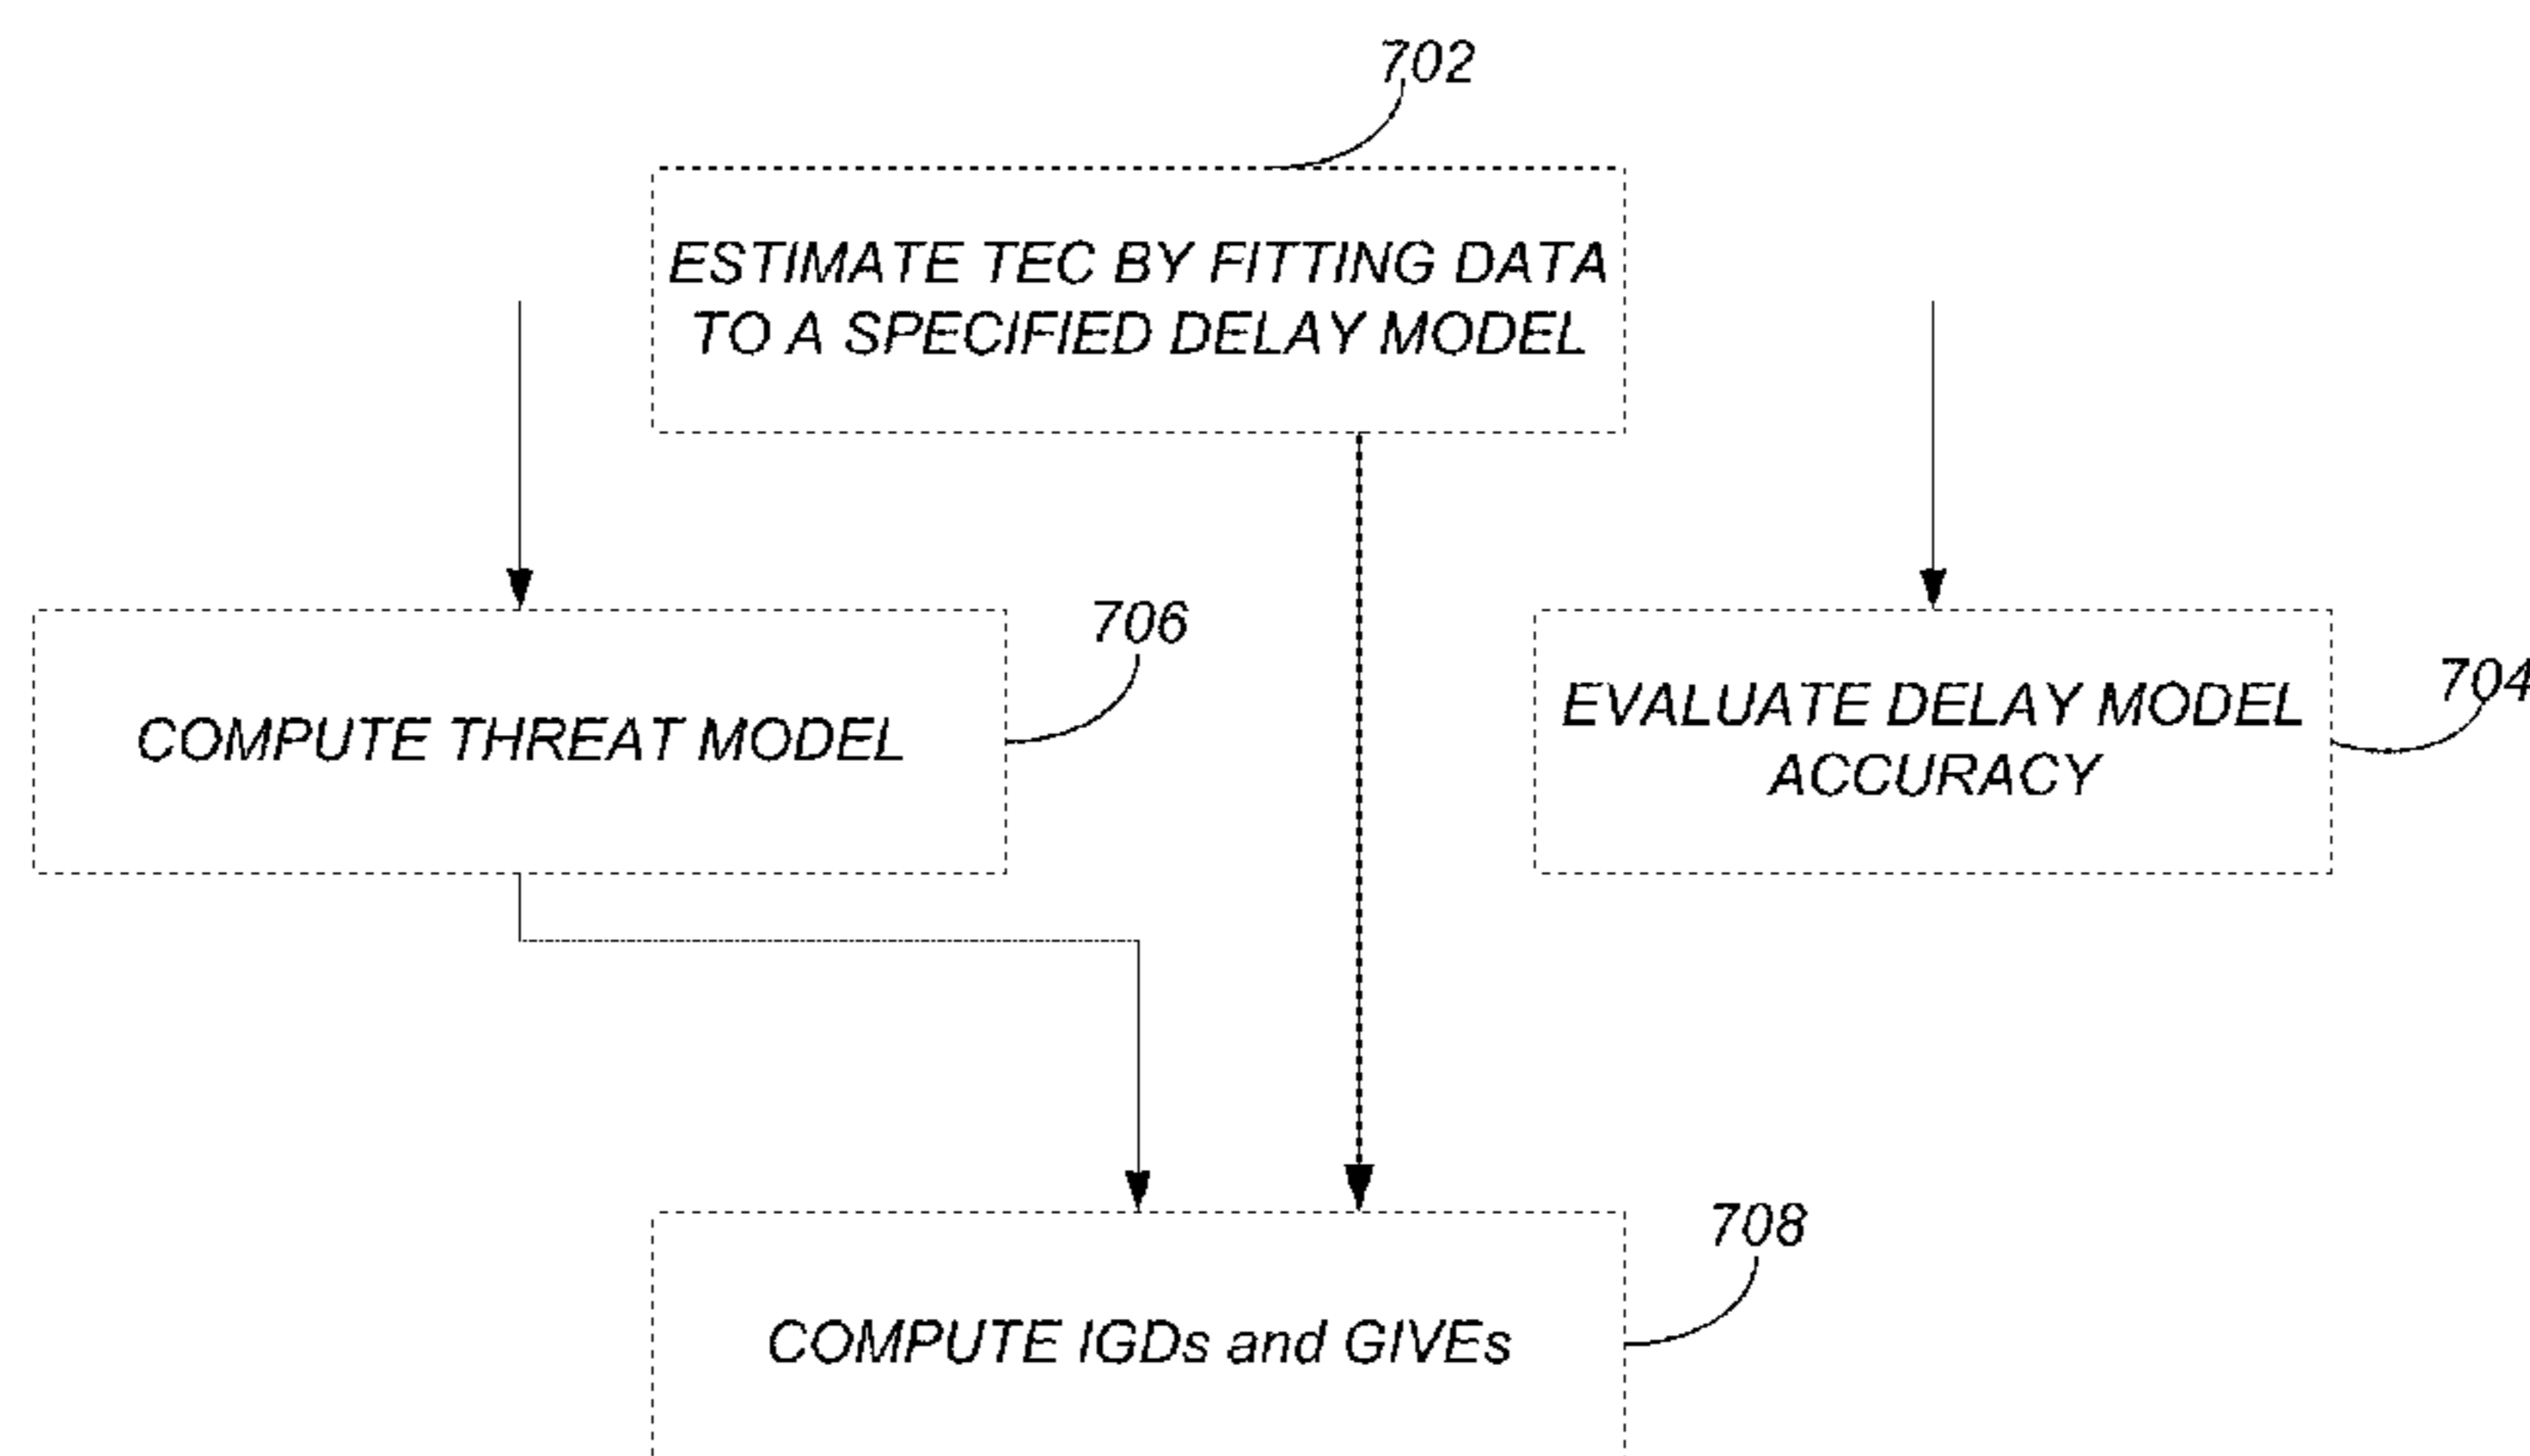 702
ESTIMATE TEC BY FITTING DATA
TO A SPECIFIED DELAY MODEL
706
COMPUTE THREAT MODEL
704
EVALUATE DELAY MODEL
ACCURACY
708
COMPUTE IGDs and GIVEs